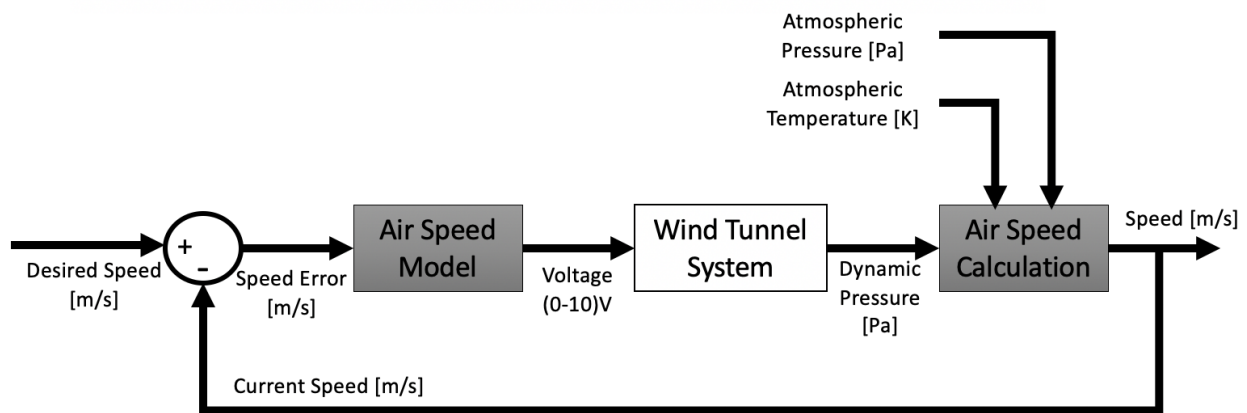 Atmospheric
Pressure [Pa]
Atmospheric
Temperature [K]
+
-
Desired Speed
[m/s]
Speed Error
[m/s]
Air Speed
Model
Voltage
(0-10)V
Wind Tunnel
System
Dynamic
Pressure
[Pa]
Air Speed
Calculation
Speed [m/s]
Current Speed [m/s]